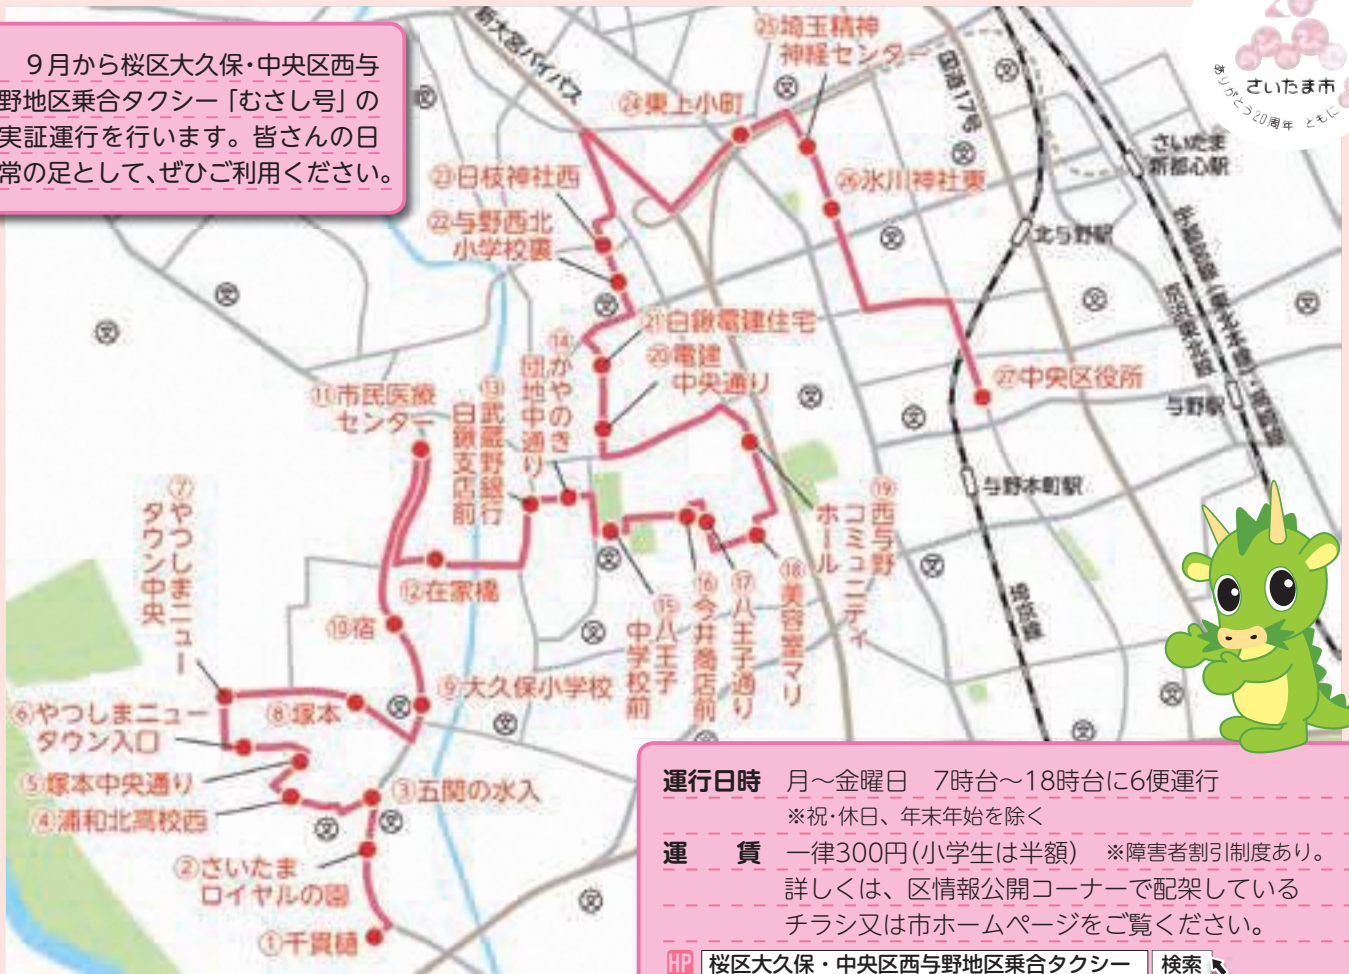 ９月から桜区大久保・中央区西与
野地区乗合タクシー「むさし号」の
実証運行を行います。皆さんの日
常の足として、ぜひご利用ください。
さいたま市
ありがとう20周年 ともに
新大宮バイパス
国道17号
さいたま
新都心駅
北与野駅
与野駅
与野本町駅
京浜東北線
埼京線
㉕埼玉精神
神経センター
㉔東上小町
㉖氷川神社東
㉓日枝神社西
㉒与野西北
小学校裏
㉑白鍬電建住宅
⑳電建
中央通り
㉗中央区役所
⑲西与野
コミュニティ
ホール
⑱美容室マリ
⑰八王子通り
⑯今井商店前
⑮八王子
中学校前
⑭かやのき
団地中通り
⑬武蔵野銀行
白鍬支店前
⑫在家橋
⑪市民医療
センター
⑩宿
⑨大久保小学校
⑧塚本
⑦やつしまニュー
タウン中央
⑥やつしまニュー
タウン入口
⑤塚本中央通り
④浦和北高校西
③五関の水入
②さいたま
ロイヤルの園
①千貫樋
運行日時　月～金曜日　7時台～18時台に6便運行
※祝・休日、年末年始を除く
運　　賃　一律300円(小学生は半額)　※障害者割引制度あり。
詳しくは、区情報公開コーナーで配架している
チラシ又は市ホームページをご覧ください。
HP 桜区大久保・中央区西与野地区乗合タクシー 検索